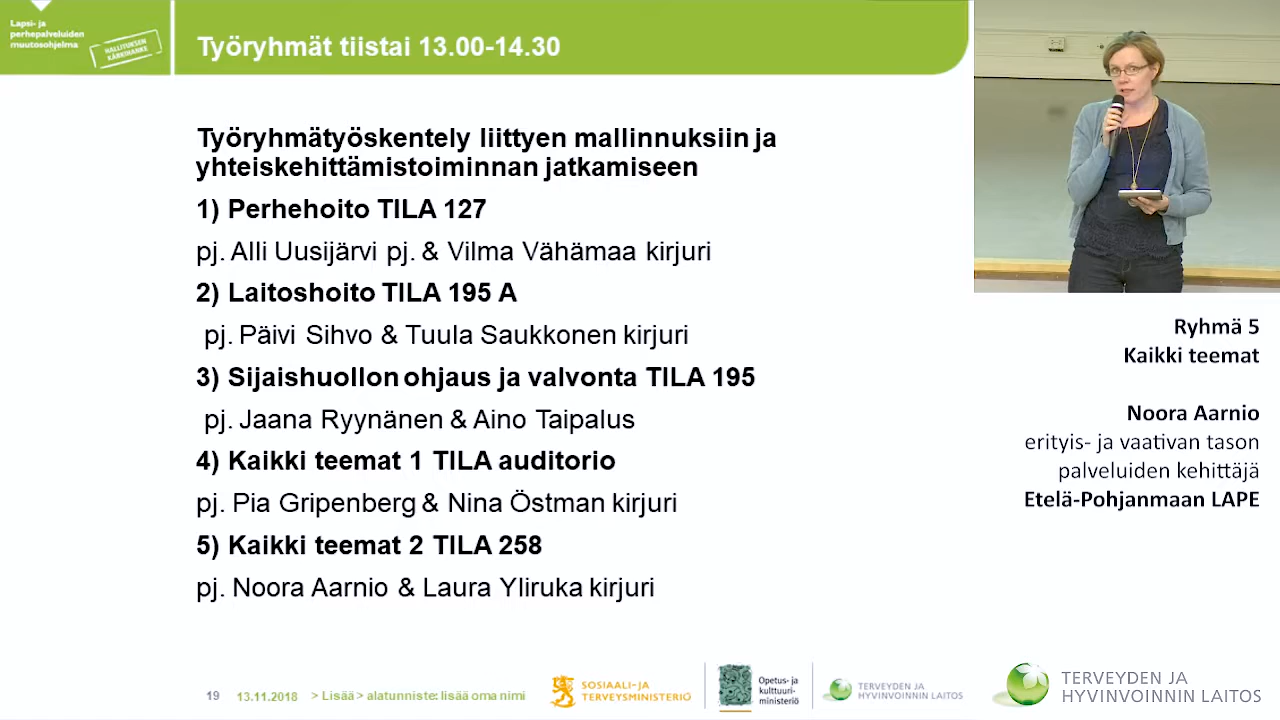 Lapsi- ja
perhepalveluiden
muutosohjelma
HALLITUKSEN
KÄRKIHANKE
Työryhmät tiistai 13.00-14.30
Työryhmätyöskentely liittyen mallinnuksiin ja
yhteiskehittämistoiminnan jatkamiseen
1) Perhehoito TILA 127
pj. Alli Uusijärvi pj. & Vilma Vähämaa kirjuri
2) Laitoshoito TILA 195 A
pj. Päivi Sihvo & Tuula Saukkonen kirjuri
3) Sijaishuollon ohjaus ja valvonta TILA 195
pj. Jaana Ryynänen & Aino Taipalus
4) Kaikki teemat 1 TILA auditorio
pj. Pia Gripenberg & Nina Östman kirjuri
5) Kaikki teemat 2 TILA 258
pj. Noora Aarnio & Laura Yliruka kirjuri
Ryhmä 5
Kaikki teemat
Noora Aarnio
erityis- ja vaativan tason
palveluiden kehittäjä
Etelä-Pohjanmaan LAPE
19 13.11.2018 > Lisää > alatunniste: lisää oma nimi
SOSIAALI- JA
TERVEYSMINISTERIÖ
Opetus- ja
kulttuuri-
ministeriö
TERVEYDEN JA
HYVINVOINNIN LAITOS
TERVEYDEN JA
HYVINVOINNIN LAITOS